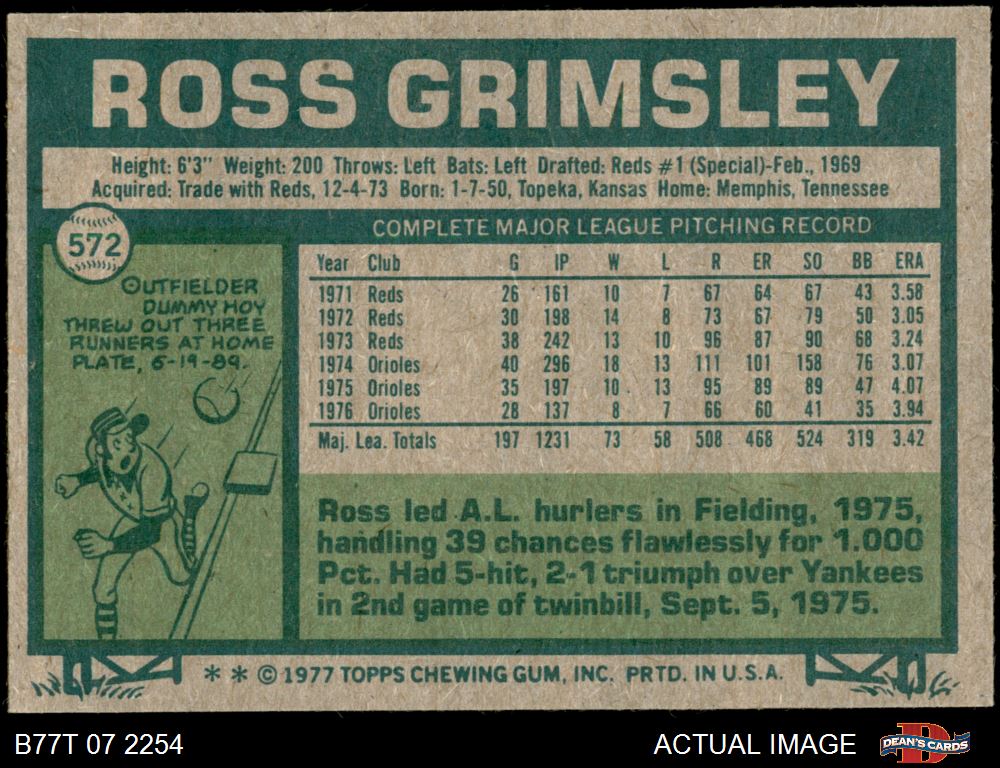 ROSS GRIMSLEY
Height: 6'3" Weight: 200 Throws: Left Bats: Left Drafted: Reds #1 (Special)-Feb., 1969
Acquired: Trade with Reds, 12-4-73 Born: 1-7-50, Topeka, Kansas Home: Memphis, Tennessee
572
OUTFIELDER
DUMMY HOY
THREW OUT THREE
RUNNERS AT HOME
PLATE, 6-19-89.
COMPLETE MAJOR LEAGUE PITCHING RECORD
Year Club G IP W L R ER SO BB ERA
1971 Reds 26 161 10 7 67 64 67 43 3.58
1972 Reds 30 198 14 8 73 67 79 50 3.05
1973 Reds 38 242 13 10 96 87 90 68 3.24
1974 Orioles 40 296 18 13 111 101 158 76 3.07
1975 Orioles 35 197 10 13 95 89 89 47 4.07
1976 Orioles 28 137 8 7 66 60 41 35 3.94
Maj. Lea. Totals 197 1231 73 58 508 468 524 319 3.42
Ross led A.L. hurlers in Fielding, 1975,
handling 39 chances flawlessly for 1.000
Pct. Had 5-hit, 2-1 triumph over Yankees
in 2nd game of twinbill, Sept. 5, 1975.
* * © 1977 TOPPS CHEWING GUM, INC. PRTD. IN U.S.A.
B77T 07 2254
ACTUAL IMAGE
DEAN'S CARDS